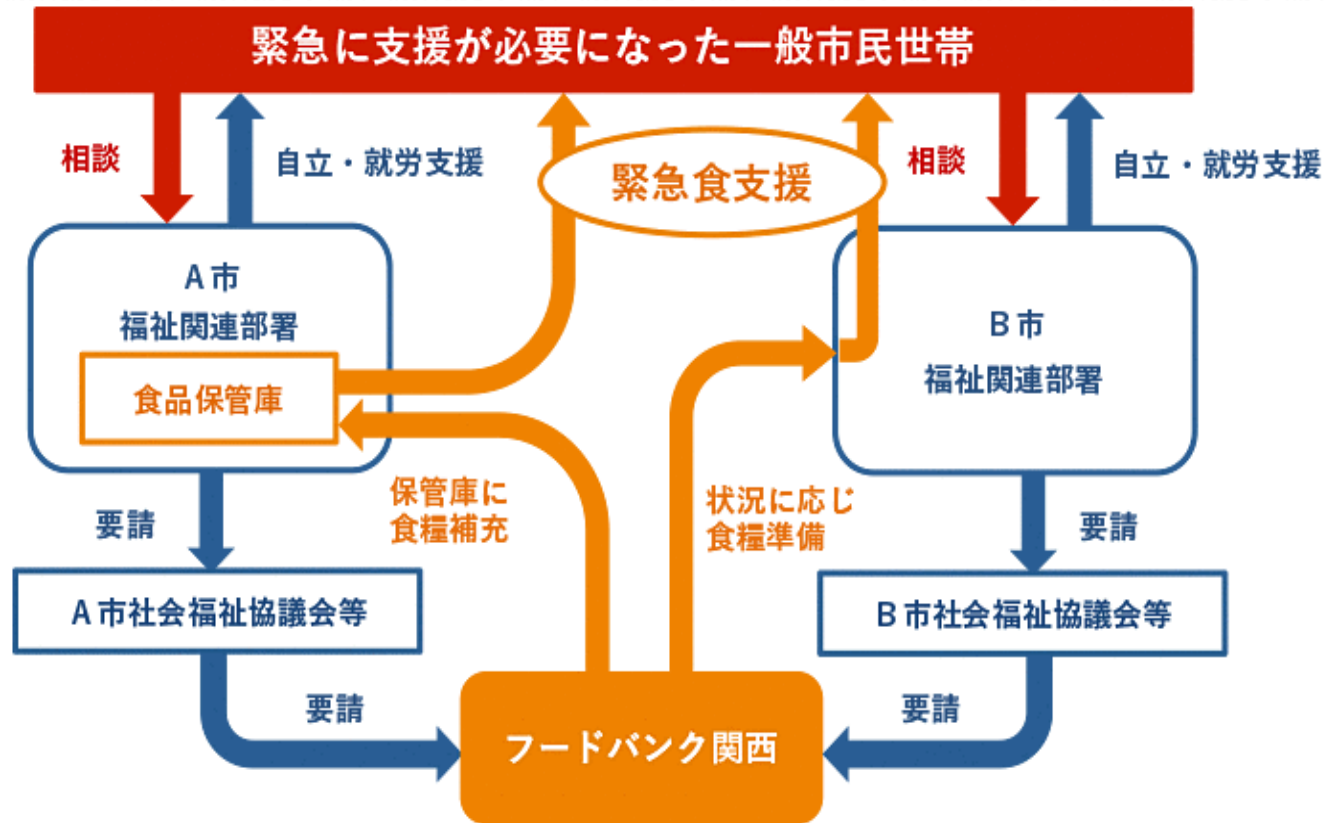 緊急に支援が必要になった一般市民世帯
相談
自立・就労支援
緊急食支援
相談
自立・就労支援
A市
福祉関連部署
食品保管庫
B市
福祉関連部署
保管庫に
食糧補充
状況に応じ
食糧準備
要請
要請
A市社会福祉協議会等
B市社会福祉協議会等
要請
要請
フードバンク関西